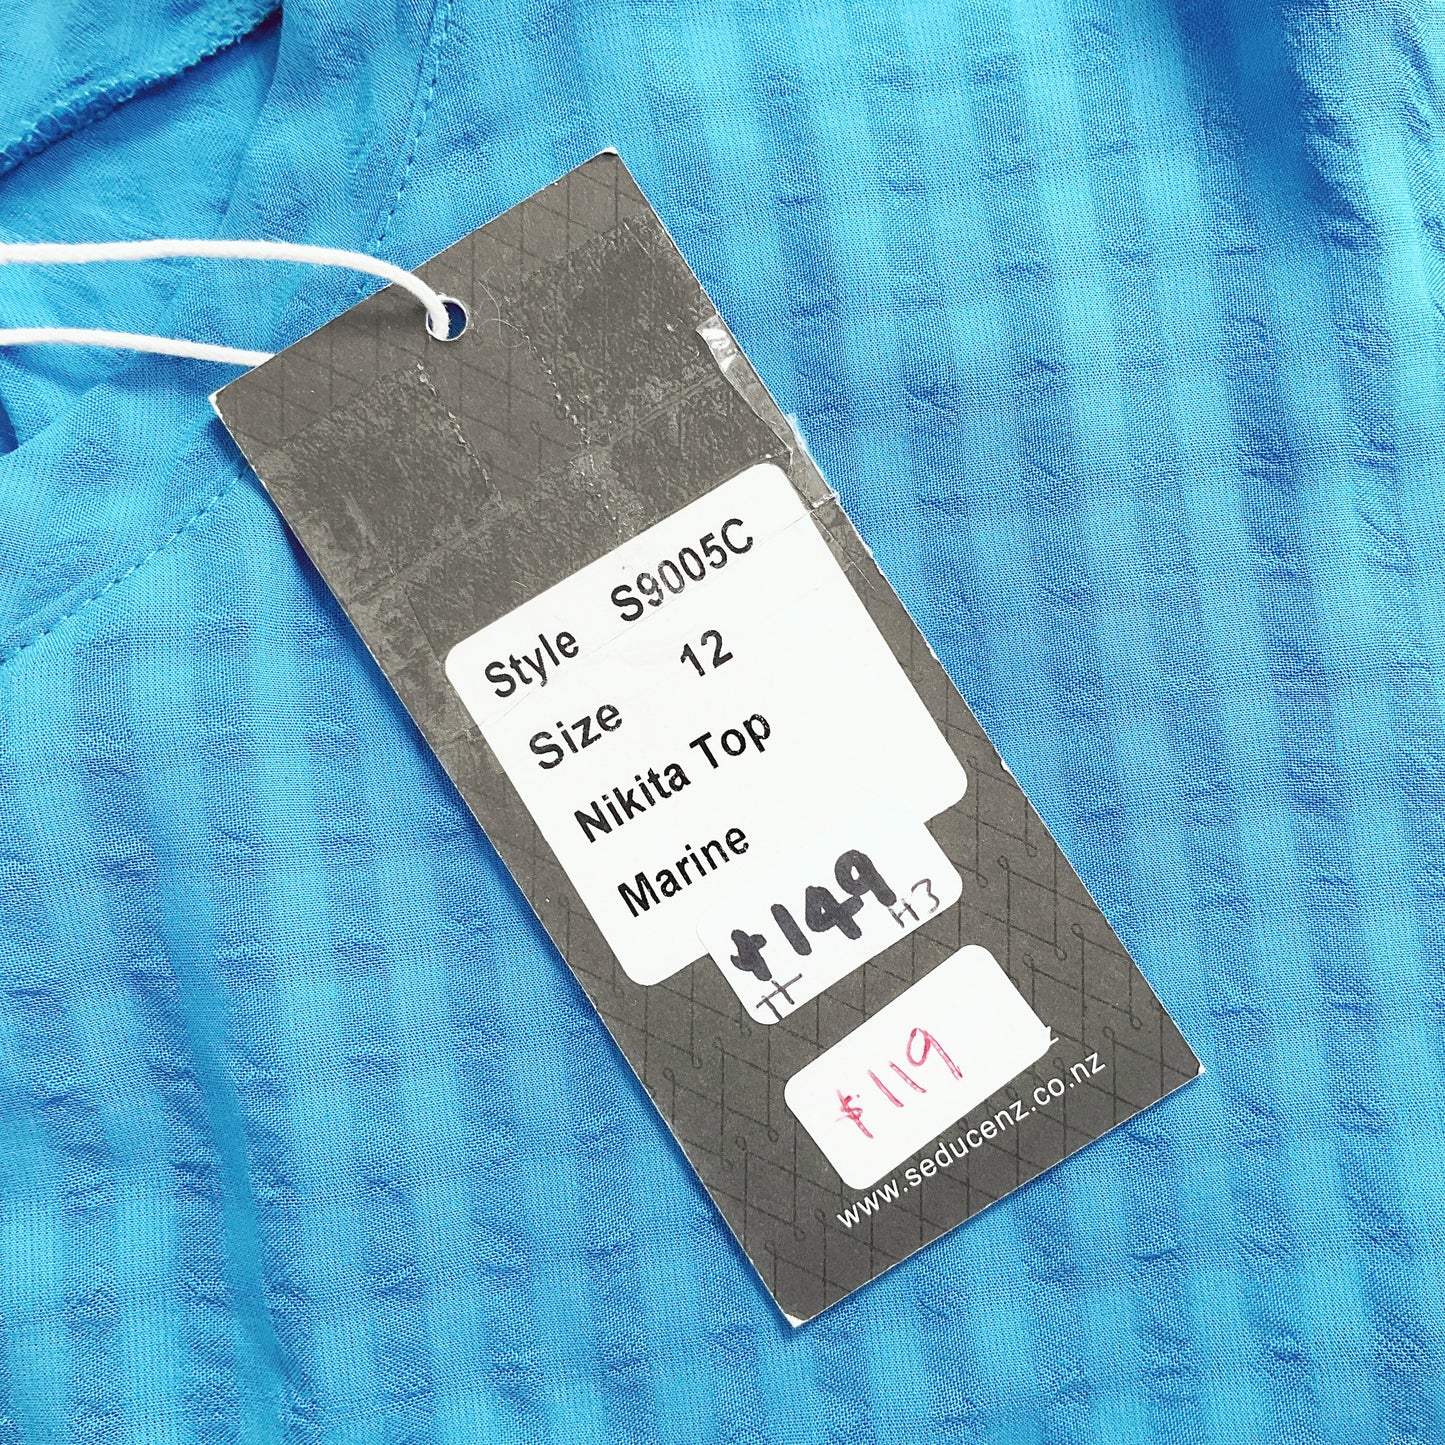 Style S9005C
Size 12
Nikita Top
Marine
$149
H3
$119
www.seducenz.co.nz